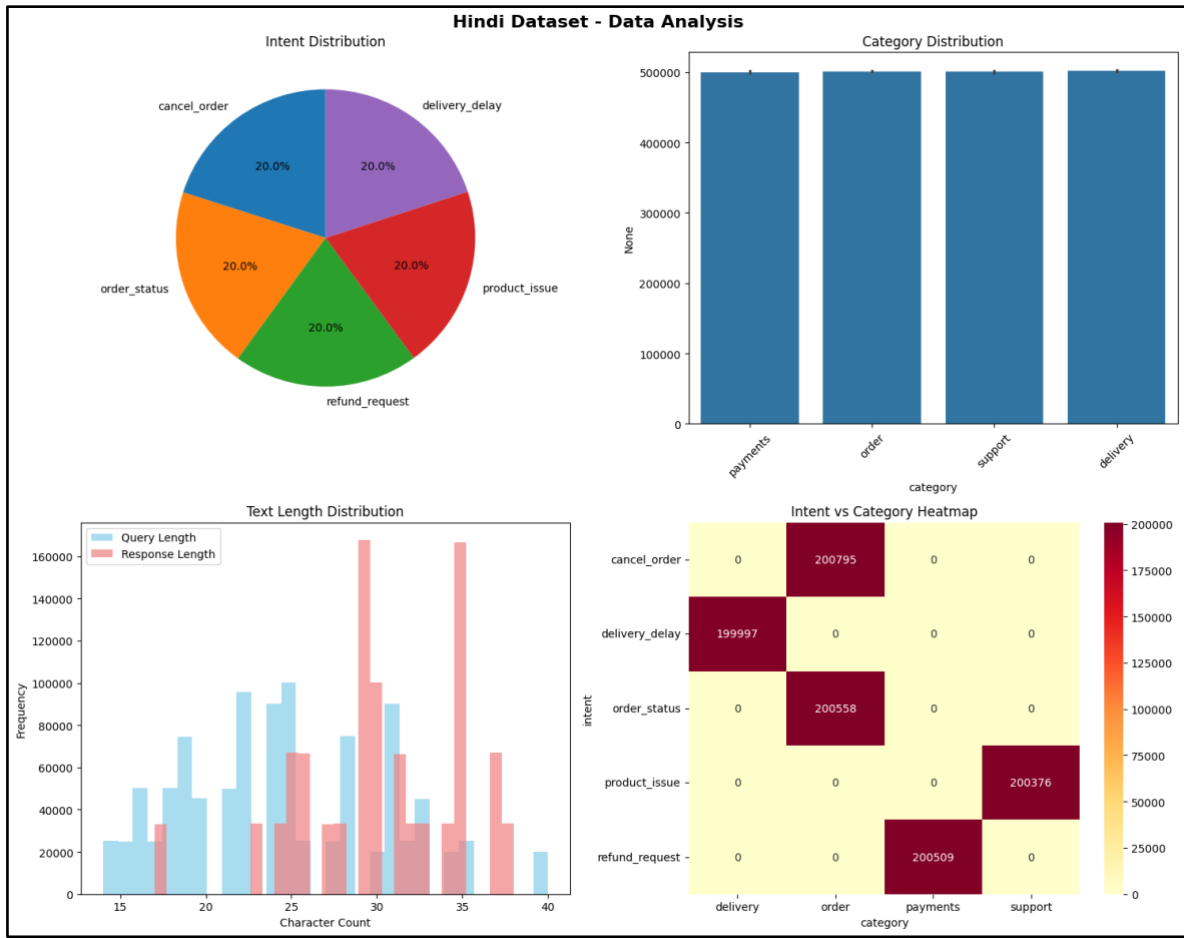 Hindi Dataset - Data Analysis
Intent Distribution
cancel_order
delivery_delay
20.0%
20.0%
20.0%
20.0%
order_status
product_issue
20.0%
refund_request
Category Distribution
500000
400000
300000
200000
100000
0
None
payments
order
support
delivery
category
Text Length Distribution
Query Length
Response Length
160000
140000
120000
100000
80000
60000
40000
20000
0
Frequency
15 20 25 30 35 40
Character Count
Intent vs Category Heatmap
cancel_order 0 200795 0 0
delivery_delay 199997 0 0 0
order_status 0 200558 0 0
product_issue 0 0 0 200376
refund_request 0 0 200509 0
intent
delivery order payments support
category
200000
175000
150000
125000
100000
75000
50000
25000
0